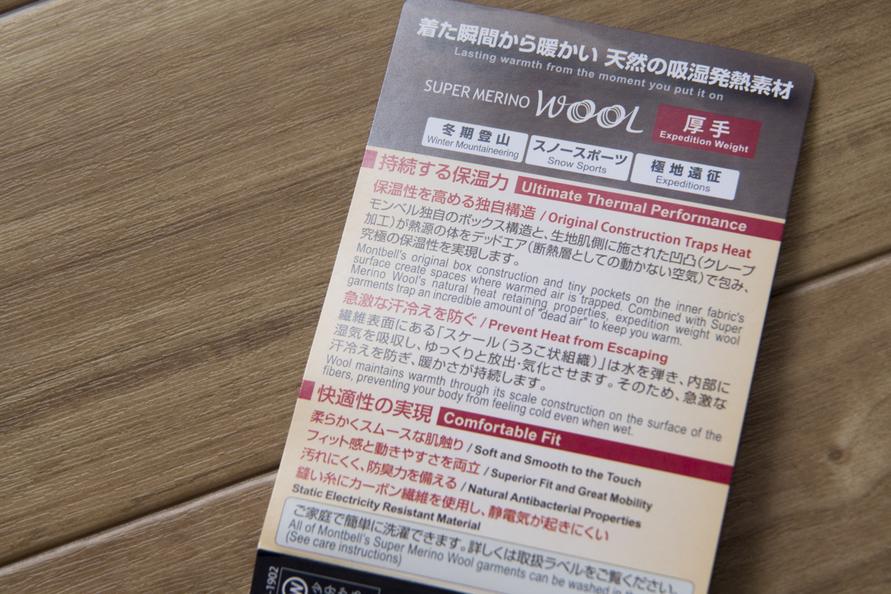 着た瞬間から暖かい 天然の吸湿発熱素材
Lasting warmth from the moment you put it on
SUPER MERINO WOOL
厚手
Expedition Weight
冬期登山
Winter Mountaineering
スノースポーツ
Snow Sports
極地遠征
Expeditions
持続する保温力 Ultimate Thermal Performance
保温性を高める独自構造 / Original Construction Traps Heat
モンベル独自のボックス構造と、生地肌側に施された凹凸(クレープ
加工)が熱源の体をデッドエア(断熱層としての動かない空気)で包み、
究極の保温性を実現します。
Montbell's original box construction and tiny pockets on the inner fabric's
surface create spaces where warmed air is trapped. Combined with Super
Merino Wool's natural heat retaining properties, expedition weight wool
garments trap an incredible amount of "dead air" to keep you warm.
急激な汗冷えを防ぐ / Prevent Heat from Escaping
繊維表面にある「スケール(うろこ状組織)」は水を弾き、内部に
湿気を吸収し、ゆっくりと放出・気化させます。そのため、急激な
汗冷えを防ぎ、暖かさが持続します。
Wool maintains warmth through its scale construction on the surface of the
fibers, preventing your body from feeling cold even when wet.
快適性の実現 Comfortable Fit
柔らかくスムースな肌触り / Soft and Smooth to the Touch
フィット感と動きやすさを両立 / Superior Fit and Great Mobility
汚れにくく、防臭力を備える / Natural Antibacterial Properties
縫い糸にカーボン繊維を使用し、静電気が起きにくい
Static Electricity Resistant Material
ご家庭で簡単に洗濯できます。詳しくは取扱ラベルをご覧ください。
All of Montbell's Super Merino Wool garments can be washed in
(See care instructions)
-1902